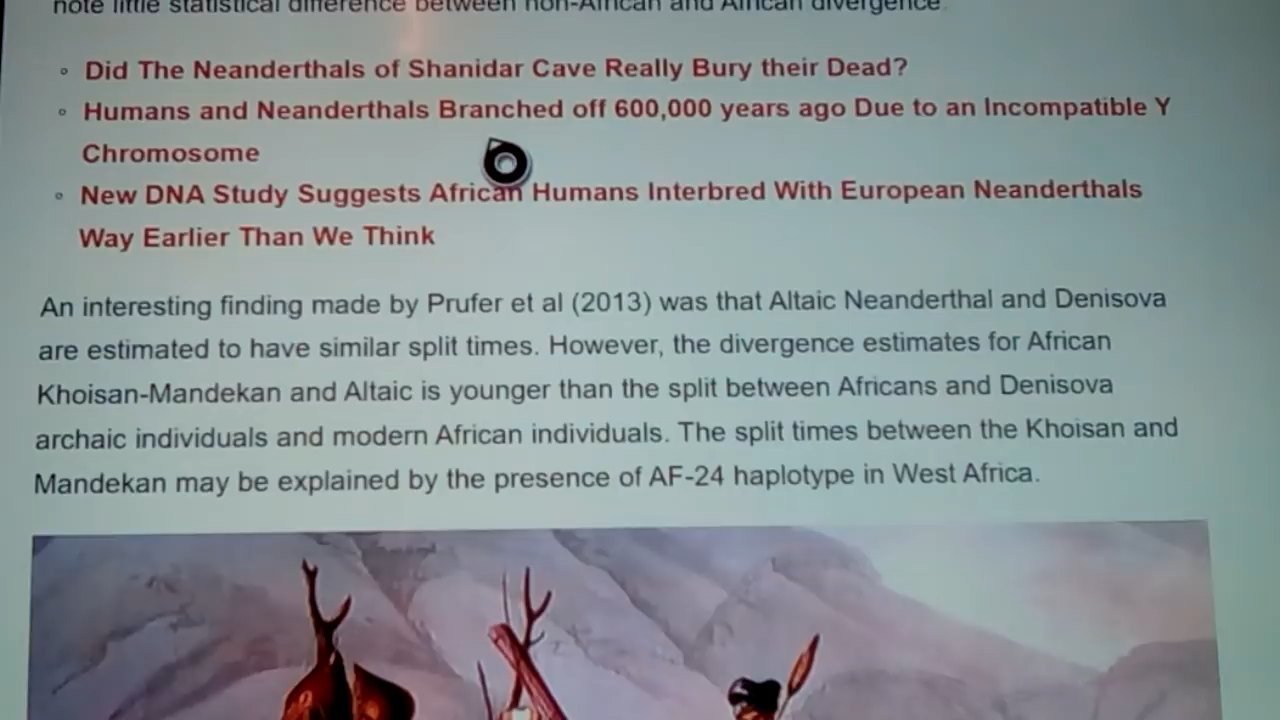 note little statistical difference between non-African and African divergence
Did The Neanderthals of Shanidar Cave Really Bury their Dead?
Humans and Neanderthals Branched off 600,000 years ago Due to an Incompatible Y
Chromosome
New DNA Study Suggests African Humans Interbred With European Neanderthals
Way Earlier Than We Think
An interesting finding made by Prufer et al (2013) was that Altaic Neanderthal and Denisova
are estimated to have similar split times. However, the divergence estimates for African
Khoisan-Mandekan and Altaic is younger than the split between Africans and Denisova
archaic individuals and modern African individuals. The split times between the Khoisan and
Mandekan may be explained by the presence of AF-24 haplotype in West Africa.